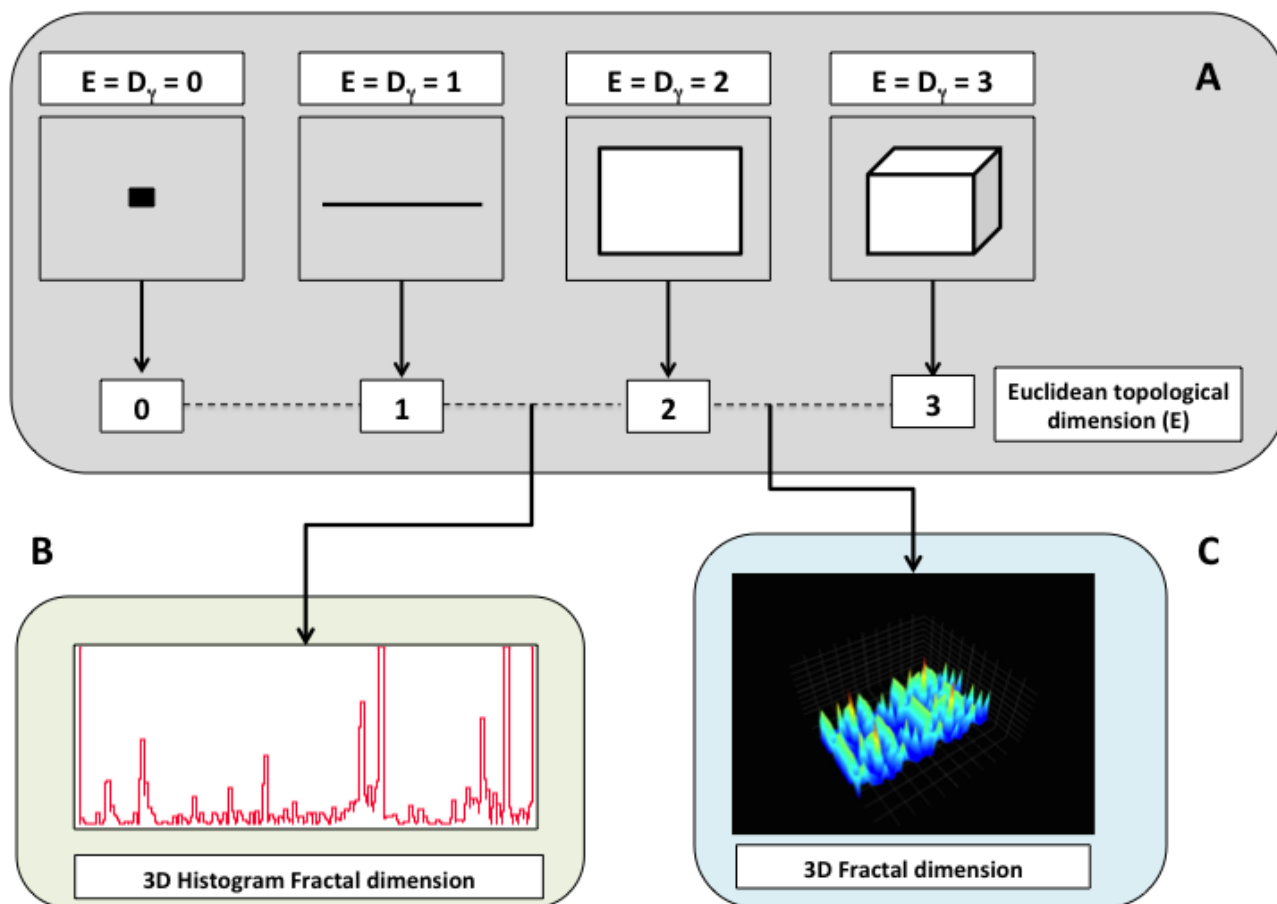 E = Dᵧ = 0
E = Dᵧ = 1
E = Dᵧ = 2
E = Dᵧ = 3
A
0
1
2
3
Euclidean topological
dimension (E)
B
C
3D Histogram Fractal dimension
3D Fractal dimension